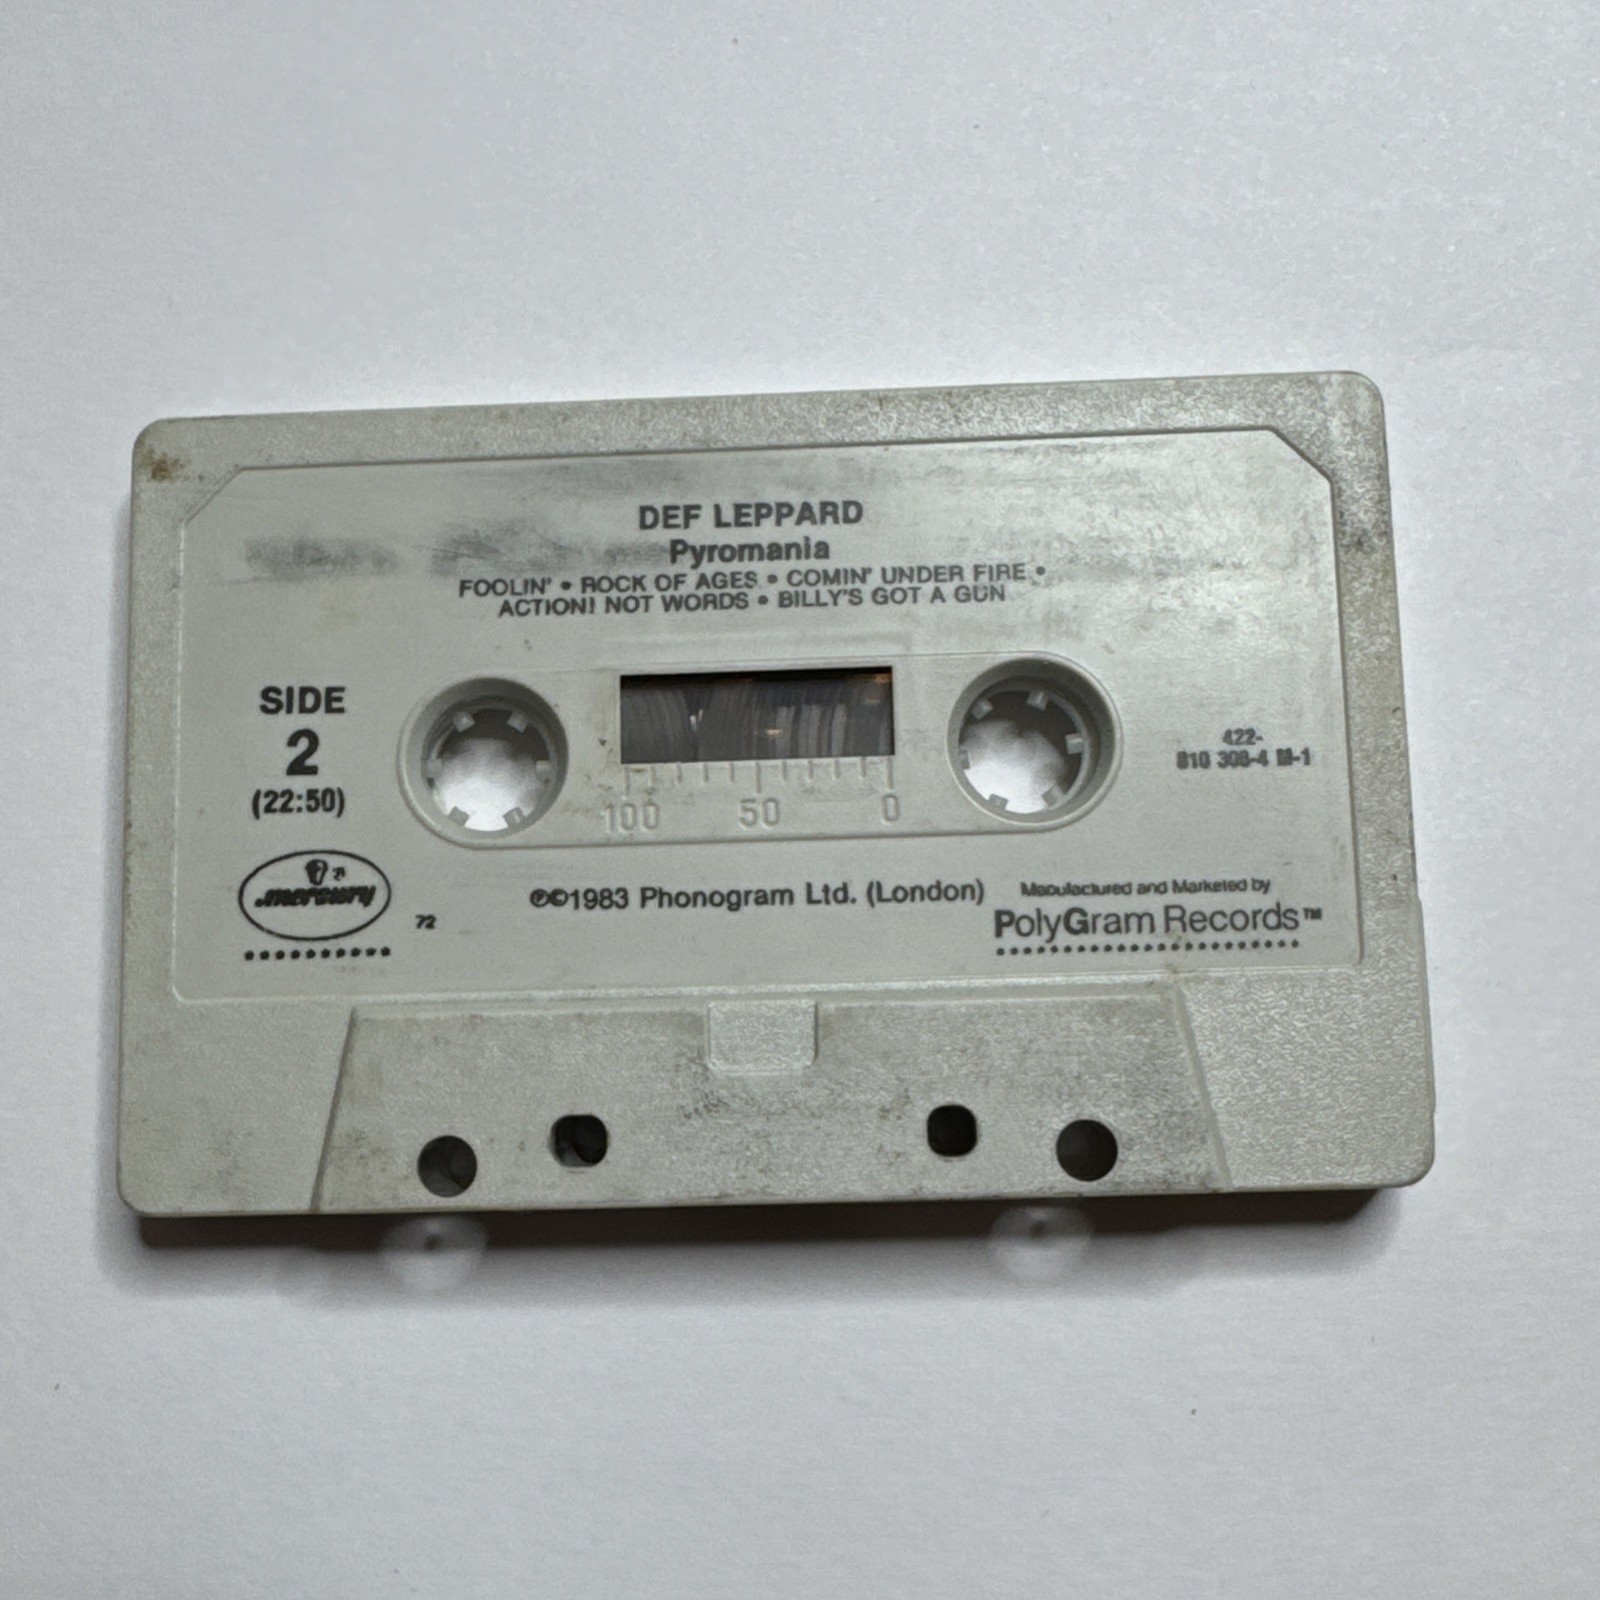 DEF LEPPARD
Pyromania
FOOLIN' • ROCK OF AGES • COMIN' UNDER FIRE •
ACTION! NOT WORDS • BILLY'S GOT A GUN
SIDE
2
(22:50)
100 50 0
422-
810 308-4 M-1
mercury
72
℗©1983 Phonogram Ltd. (London)
Manufactured and Marketed by
PolyGram Records™